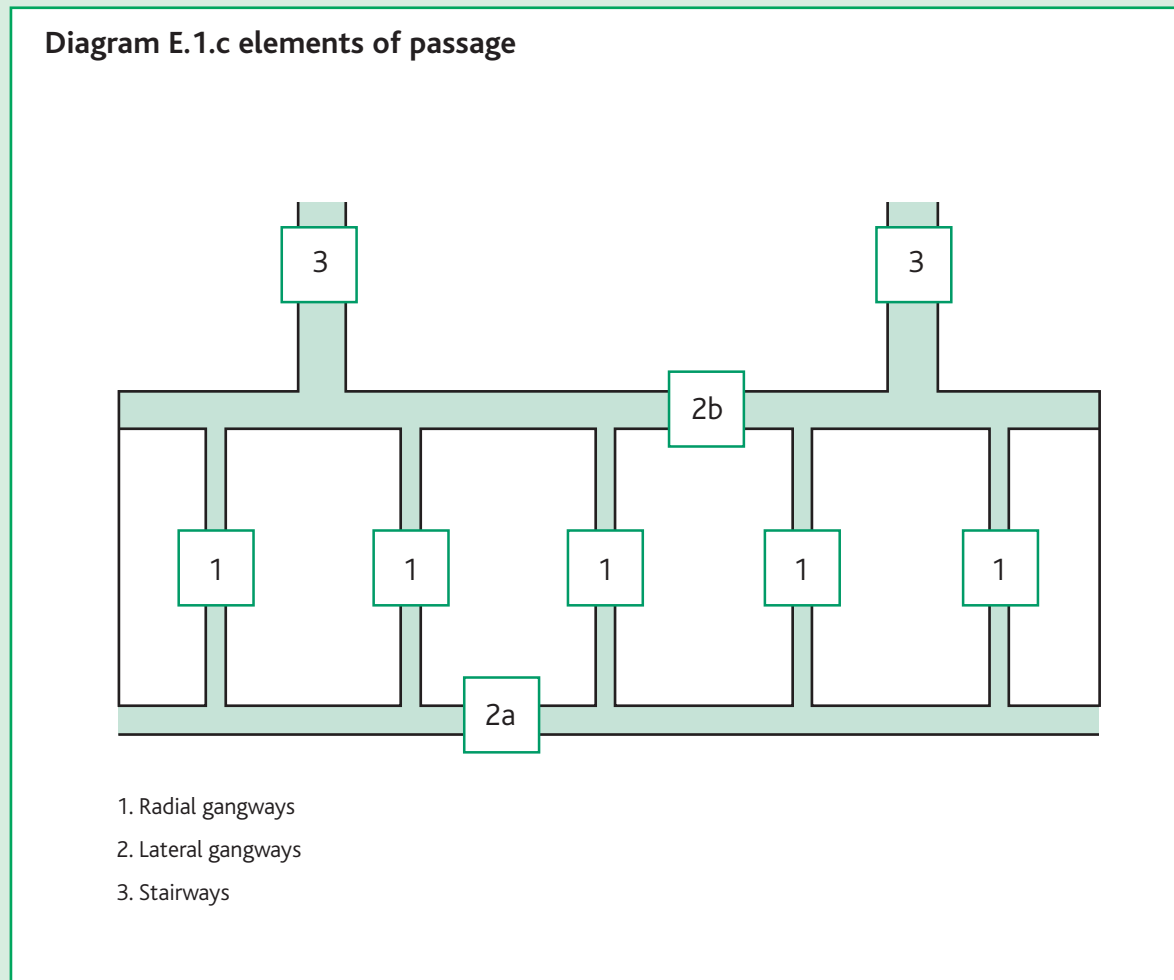 Diagram E.1.c elements of passage
3
3
2b
1
1
1
1
1
2a
1. Radial gangways
2. Lateral gangways
3. Stairways